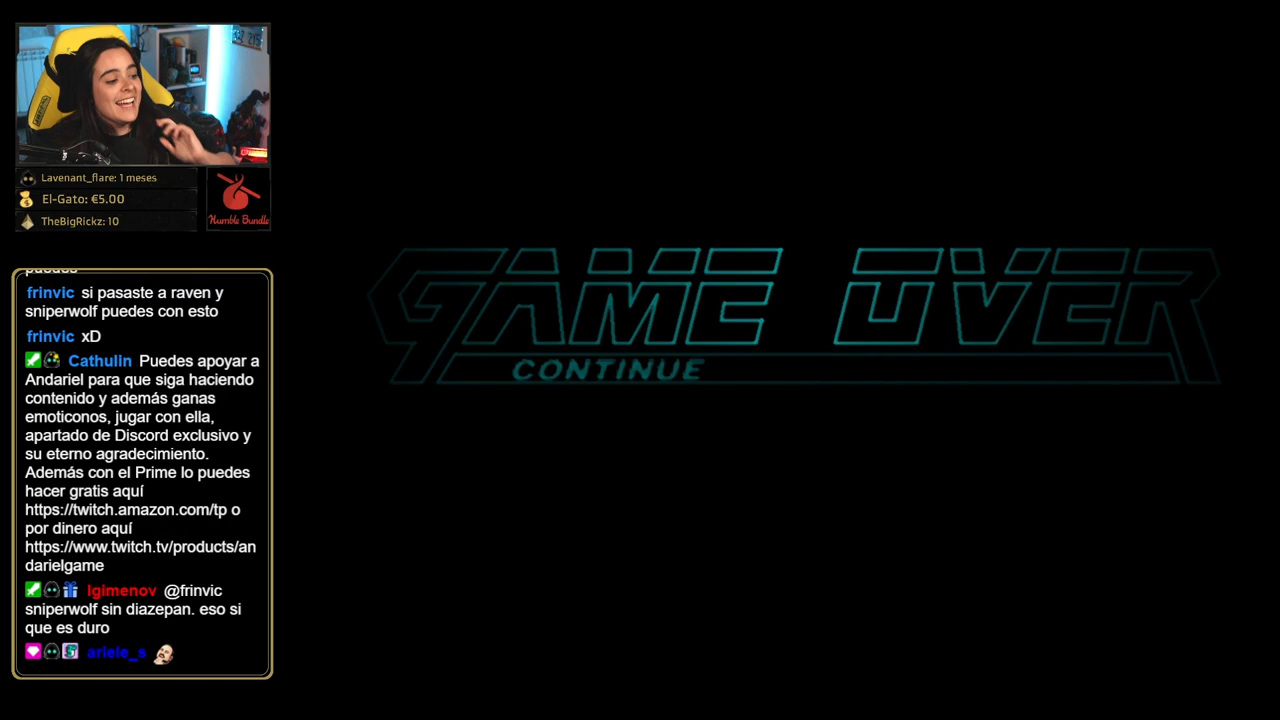 Lavenant_flare: 1 meses
El-Gato: €5.00
TheBigRickz: 10
Humble Bundle
puedes
frinvic si pasaste a raven y
sniperwolf puedes con esto
frinvic xD
Cathulin Puedes apoyar a
Andariel para que siga haciendo
contenido y además ganas
emoticonos, jugar con ella,
apartado de Discord exclusivo y
su eterno agradecimiento.
Además con el Prime lo puedes
hacer gratis aquí
https://twitch.amazon.com/tp o
por dinero aquí
https://www.twitch.tv/products/an
darielgame
Igimenov @frinvic
sniperwolf sin diazepan. eso si
que es duro
ariele_s
GAME OVER
CONTINUE